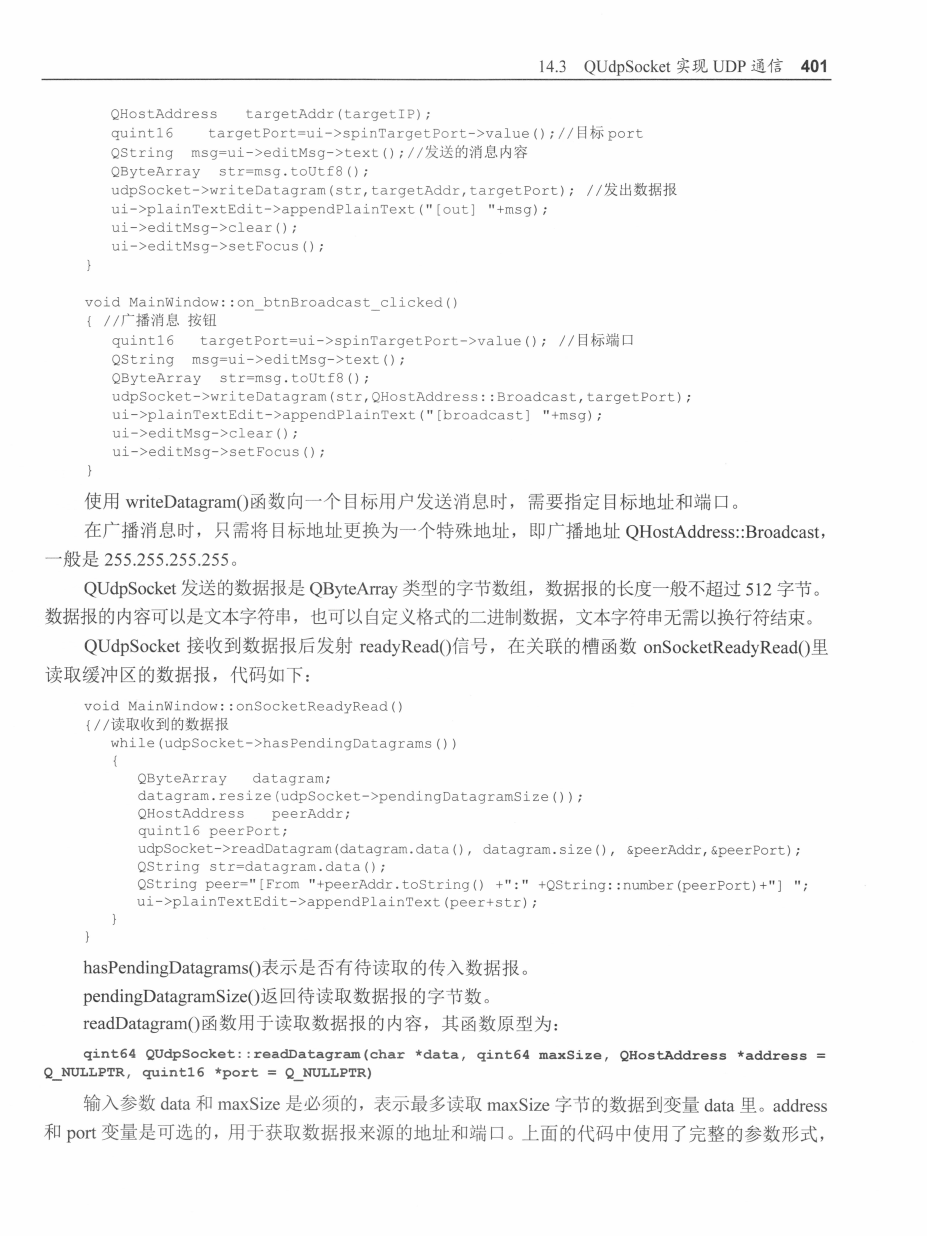 14.3 QUdpSocket 实现 UDP 通信 401
QHostAddress targetAddr(targetIP);
quint16 targetPort=ui->spinTargetPort->value();//目标 port
QString msg=ui->editMsg->text();//发送的消息内容
QByteArray str=msg.toUtf8();
udpSocket->writeDatagram(str,targetAddr,targetPort); //发出数据报
ui->plainTextEdit->appendPlainText("[out] "+msg);
ui->editMsg->clear();
ui->editMsg->setFocus();
}
void MainWindow::on_btnBroadcast_clicked()
{ //广播消息 按钮
quint16 targetPort=ui->spinTargetPort->value(); //目标端口
QString msg=ui->editMsg->text();
QByteArray str=msg.toUtf8();
udpSocket->writeDatagram(str,QHostAddress::Broadcast,targetPort);
ui->plainTextEdit->appendPlainText("[broadcast] "+msg);
ui->editMsg->clear();
ui->editMsg->setFocus();
}
使用 writeDatagram()函数向一个目标用户发送消息时，需要指定目标地址和端口。
在广播消息时，只需将目标地址更换为一个特殊地址，即广播地址 QHostAddress::Broadcast，
一般是 255.255.255.255。
QUdpSocket 发送的数据报是 QByteArray 类型的字节数组，数据报的长度一般不超过 512 字节。
数据报的内容可以是文本字符串，也可以自定义格式的二进制数据，文本字符串无需以换行符结束。
QUdpSocket 接收到数据报后发射 readyRead()信号，在关联的槽函数 onSocketReadyRead()里
读取缓冲区的数据报，代码如下：
void MainWindow::onSocketReadyRead()
{//读取收到的数据报
while(udpSocket->hasPendingDatagrams())
{
QByteArray datagram;
datagram.resize(udpSocket->pendingDatagramSize());
QHostAddress peerAddr;
quint16 peerPort;
udpSocket->readDatagram(datagram.data(), datagram.size(), &peerAddr,&peerPort);
QString str=datagram.data();
QString peer="[From "+peerAddr.toString() +":" +QString::number(peerPort)+"] ";
ui->plainTextEdit->appendPlainText(peer+str);
}
}
hasPendingDatagrams()表示是否有待读取的传入数据报。
pendingDatagramSize()返回待读取数据报的字节数。
readDatagram()函数用于读取数据报的内容，其函数原型为：
qint64 QUdpSocket::readDatagram(char *data, qint64 maxSize, QHostAddress *address =
Q_NULLPTR, quint16 *port = Q_NULLPTR)
输入参数 data 和 maxSize 是必须的，表示最多读取 maxSize 字节的数据到变量 data 里。address
和 port 变量是可选的，用于获取数据报来源的地址和端口。上面的代码中使用了完整的参数形式，